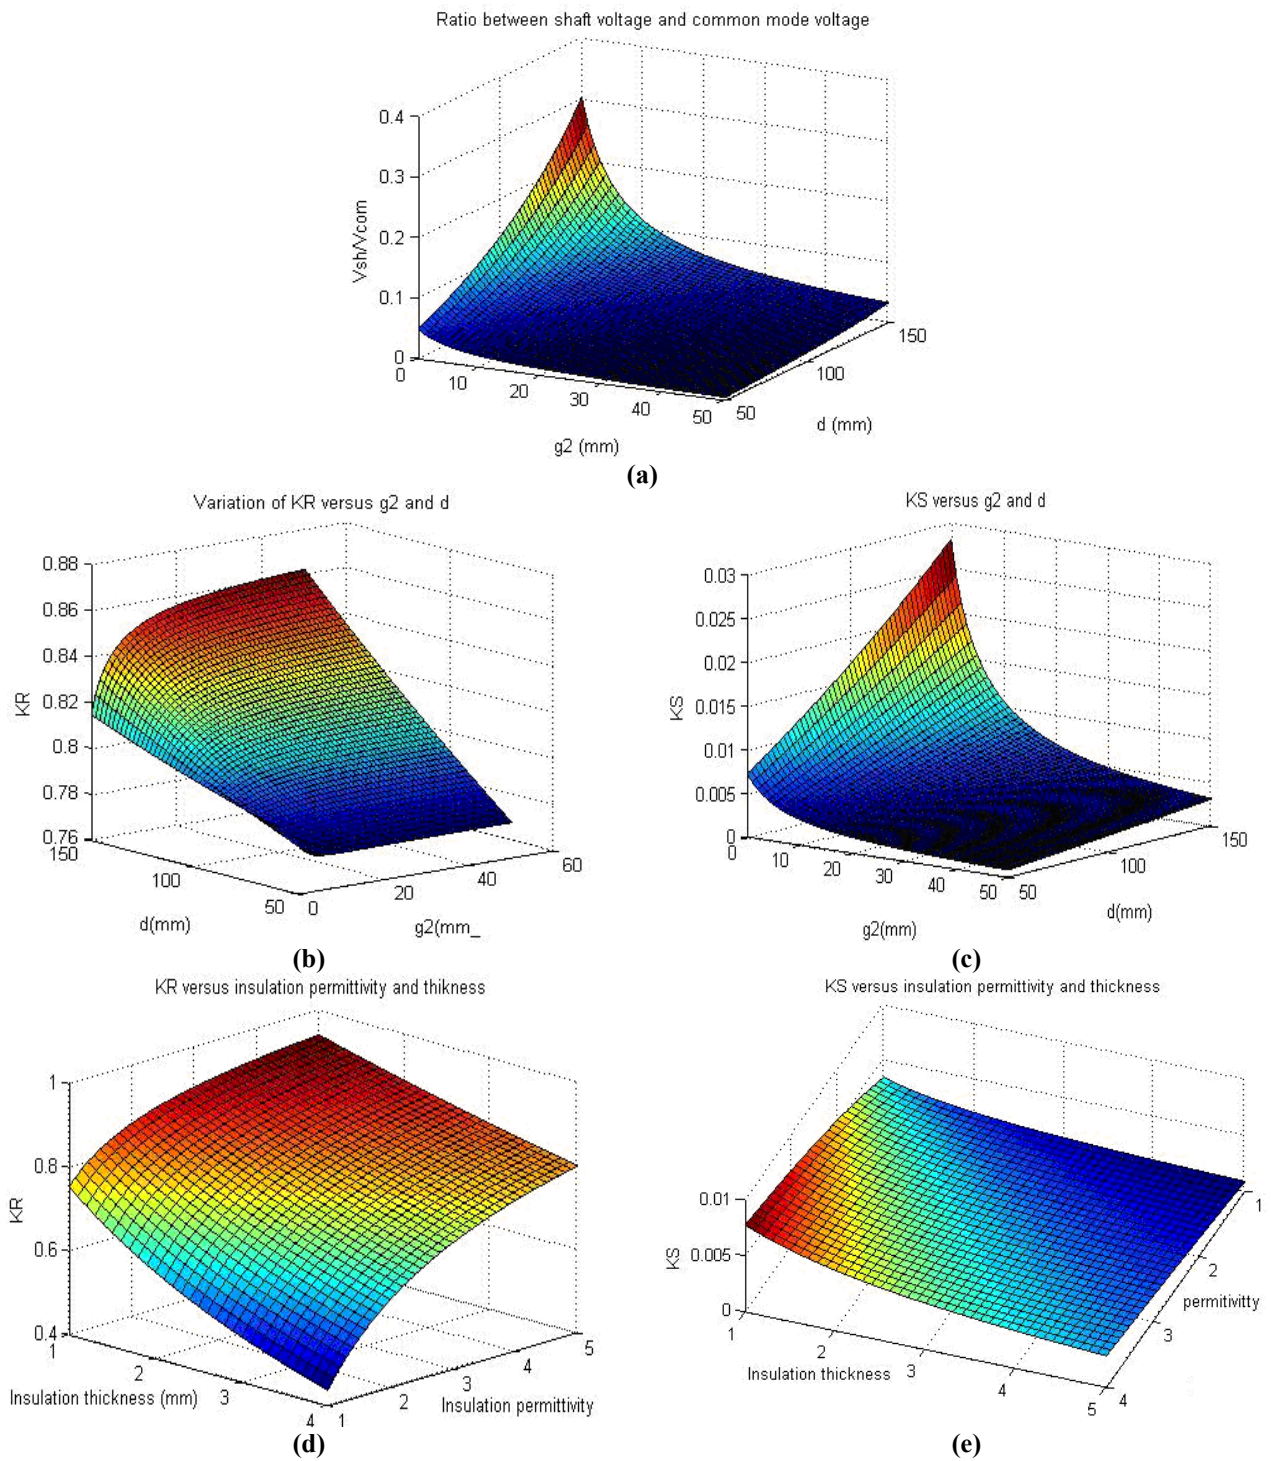 Ratio between shaft voltage and common mode voltage
0.4
0.3
0.2
0.1
0
Vsh/Vcom
0
10
20
30
40
50
g2 (mm)
50
100
150
d (mm)
(a)
Variation of KR versus g2 and d
0.88
0.86
0.84
0.82
0.8
0.78
0.76
KR
150
100
50
d(mm)
0
20
40
60
g2(mm_
(b)
KS versus g2 and d
0.03
0.025
0.02
0.015
0.01
0.005
0
KS
0
10
20
30
40
50
g2(mm)
50
100
150
d(mm)
(c)
KR versus insulation permittivity and thikness
1
0.8
0.6
0.4
KR
1
2
3
4
Insulation thickness (mm)
1
2
3
4
5
Insulation permittivity
(d)
KS versus insulation permittivity and thickness
0.01
0.005
0
KS
1
2
3
4
5
Insulation thickness
1
2
3
4
permitivitty
(e)